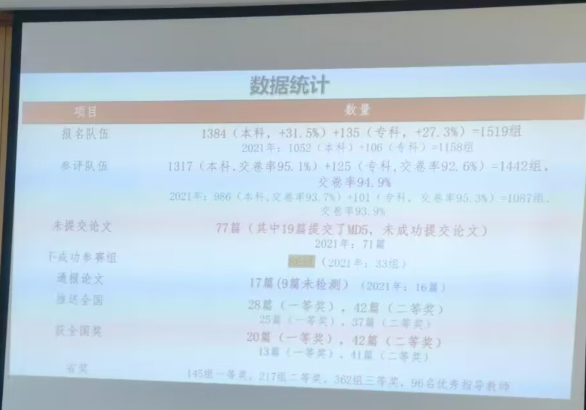 数据统计
项目 数量
报名队伍 1384（本科，+31.5%）+135（专科，+27.3%）=1519组
2021年：1052（本科）+106（专科）=1158组
参评队伍 1317（本科,交卷率95.1%）+125（专科,交卷率92.6%）=1442组，
交卷率94.9%
2021年：986（本科,交卷率93.7%）+101（专科，交卷率95.3%）=1087组，
交卷率93.9%
未提交论文 77篇（其中19篇提交了MD5，未成功提交论文）
2021年：71篇
成功参赛组 （2021年：33组）
通报论文 17篇(9篇未检测）（2021年：16篇）
推送全国 28篇（一等奖），42篇（二等奖）
25篇（一等奖），37篇（二等奖）
获全国奖 20篇（一等奖），42篇（二等奖）
13篇（一等奖），41篇（二等奖）
省奖 145组一等奖，217组二等奖，362组三等奖，96名优秀指导教师